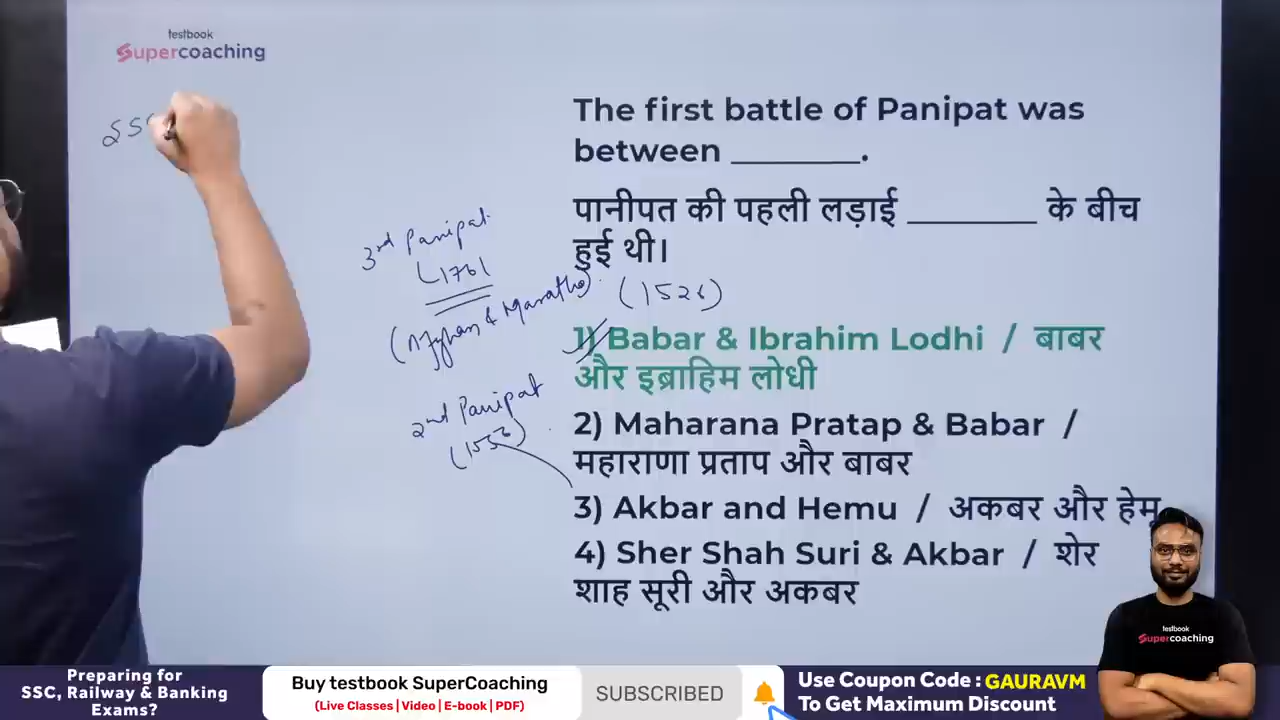 testbook
Supercoaching
SS
The first battle of Panipat was
between ________.
पानीपत की पहली लड़ाई ________ के बीच
हुई थी।
3rd Panipat
(1761
(Afghan & Maratha)
(1526)
1) Babar & Ibrahim Lodhi / बाबर
और इब्राहिम लोधी
2nd Panipat
(1556)
2) Maharana Pratap & Babar /
महाराणा प्रताप और बाबर
3) Akbar and Hemu / अकबर और हेमू
4) Sher Shah Suri & Akbar / शेर
शाह सूरी और अकबर
testbook
Supercoaching
Preparing for
SSC, Railway & Banking
Exams?
Buy testbook SuperCoaching
(Live Classes | Video | E-book | PDF)
SUBSCRIBED
Use Coupon Code : GAURAVM
To Get Maximum Discount